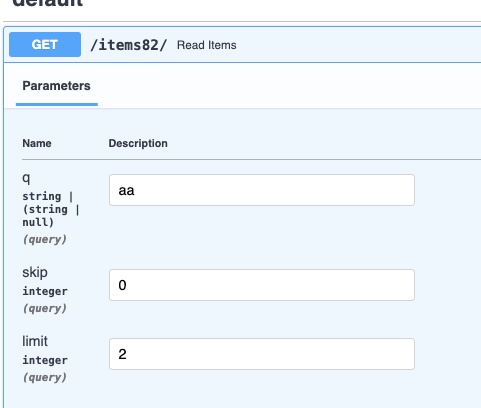 default
GET /items82/ Read Items
Parameters
Name Description
q
string |
(string |
null)
(query)
aa
skip
integer
(query)
0
limit
integer
(query)
2